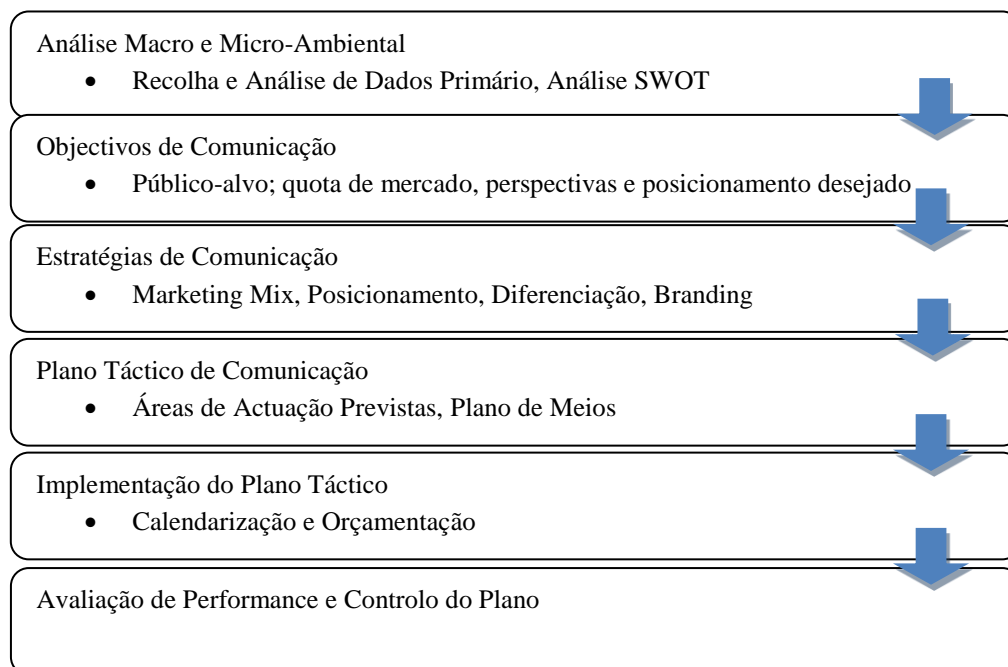 Análise Macro e Micro-Ambiental
• Recolha e Análise de Dados Primário, Análise SWOT
Objectivos de Comunicação
• Público-alvo; quota de mercado, perspectivas e posicionamento desejado
Estratégias de Comunicação
• Marketing Mix, Posicionamento, Diferenciação, Branding
Plano Táctico de Comunicação
• Áreas de Actuação Previstas, Plano de Meios
Implementação do Plano Táctico
• Calendarização e Orçamentação
Avaliação de Performance e Controlo do Plano